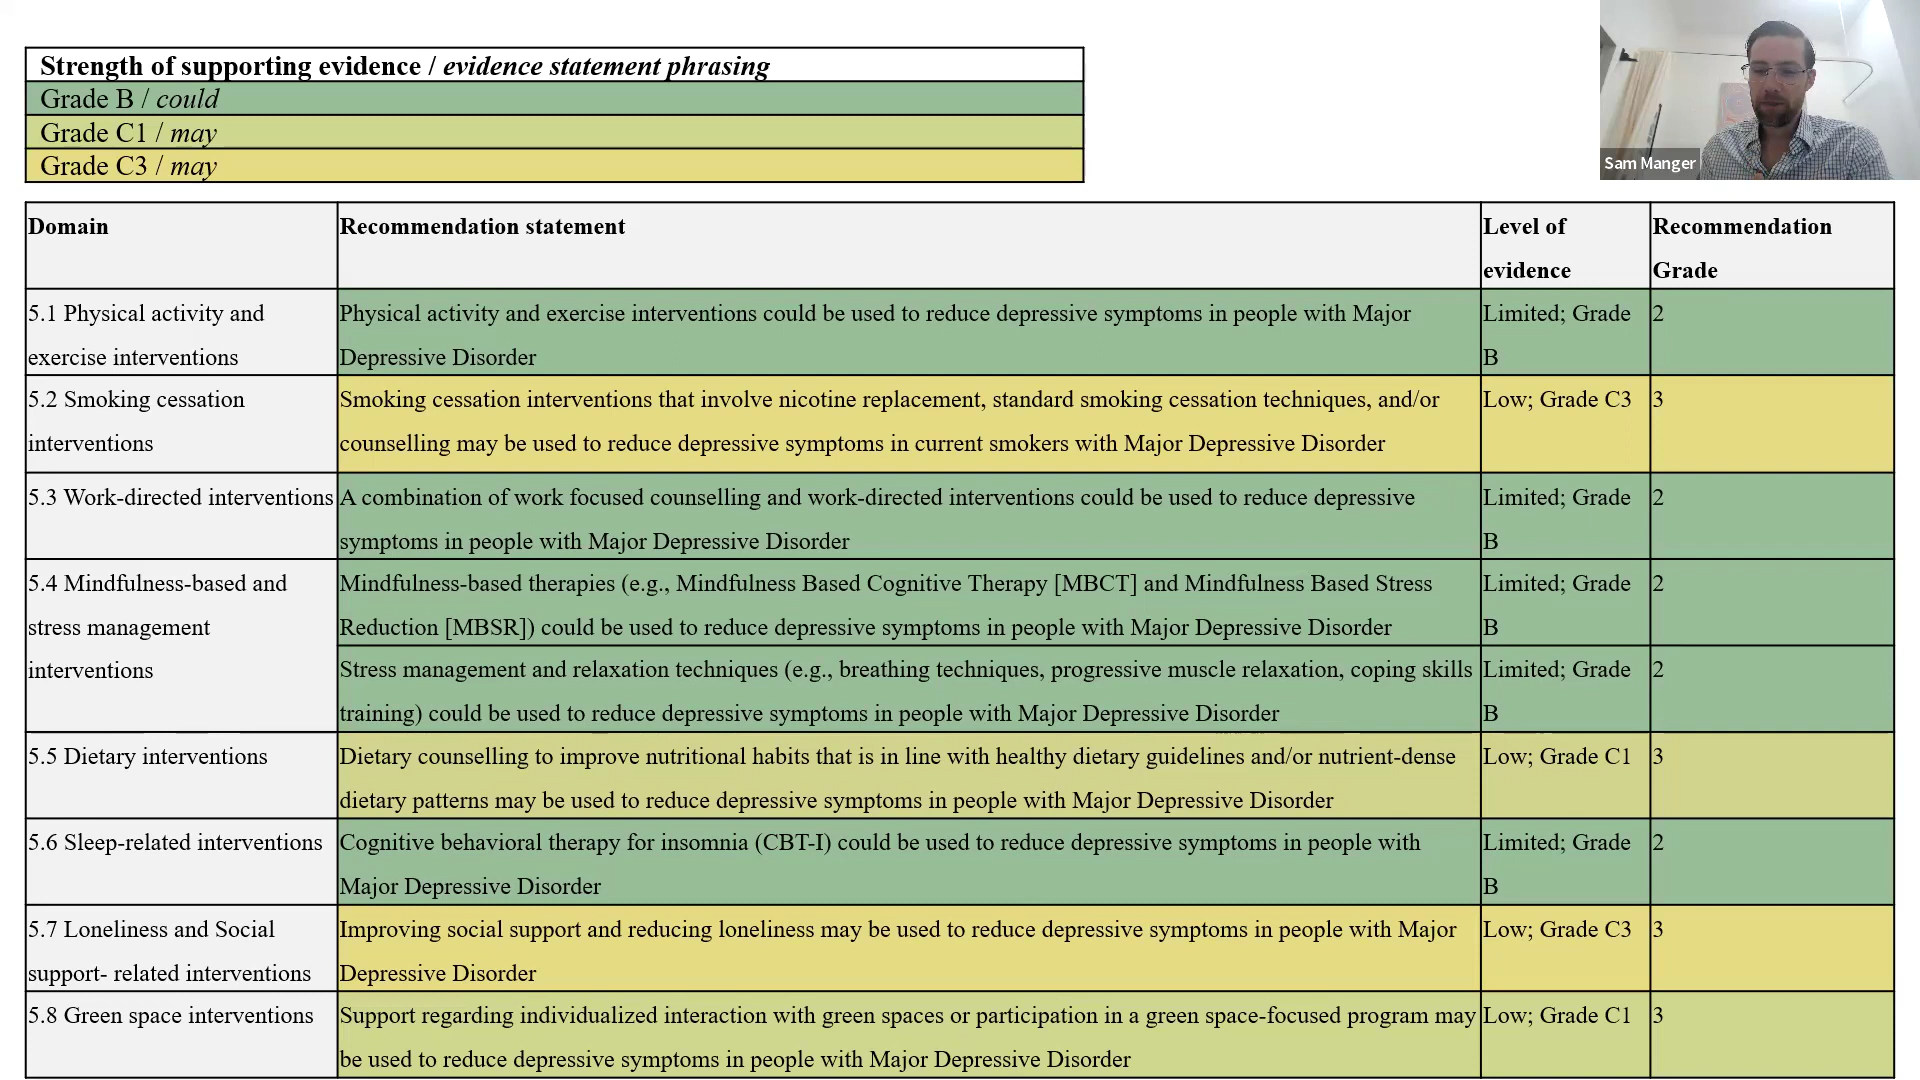 Strength of supporting evidence / evidence statement phrasing
Grade B / could
Grade C1 / may
Grade C3 / may
Sam Manger
Domain
Recommendation statement
Level of
evidence
Recommendation
Grade
5.1 Physical activity and
exercise interventions
Physical activity and exercise interventions could be used to reduce depressive symptoms in people with Major
Depressive Disorder
Limited; Grade
B
2
5.2 Smoking cessation
interventions
Smoking cessation interventions that involve nicotine replacement, standard smoking cessation techniques, and/or
counselling may be used to reduce depressive symptoms in current smokers with Major Depressive Disorder
Low; Grade C3
3
5.3 Work-directed interventions
A combination of work focused counselling and work-directed interventions could be used to reduce depressive
symptoms in people with Major Depressive Disorder
Limited; Grade
B
2
5.4 Mindfulness-based and
stress management
interventions
Mindfulness-based therapies (e.g., Mindfulness Based Cognitive Therapy [MBCT] and Mindfulness Based Stress
Reduction [MBSR]) could be used to reduce depressive symptoms in people with Major Depressive Disorder
Limited; Grade
B
2
Stress management and relaxation techniques (e.g., breathing techniques, progressive muscle relaxation, coping skills
training) could be used to reduce depressive symptoms in people with Major Depressive Disorder
Limited; Grade
B
2
5.5 Dietary interventions
Dietary counselling to improve nutritional habits that is in line with healthy dietary guidelines and/or nutrient-dense
dietary patterns may be used to reduce depressive symptoms in people with Major Depressive Disorder
Low; Grade C1
3
5.6 Sleep-related interventions
Cognitive behavioral therapy for insomnia (CBT-I) could be used to reduce depressive symptoms in people with
Major Depressive Disorder
Limited; Grade
B
2
5.7 Loneliness and Social
support- related interventions
Improving social support and reducing loneliness may be used to reduce depressive symptoms in people with Major
Depressive Disorder
Low; Grade C3
3
5.8 Green space interventions
Support regarding individualized interaction with green spaces or participation in a green space-focused program may
be used to reduce depressive symptoms in people with Major Depressive Disorder
Low; Grade C1
3